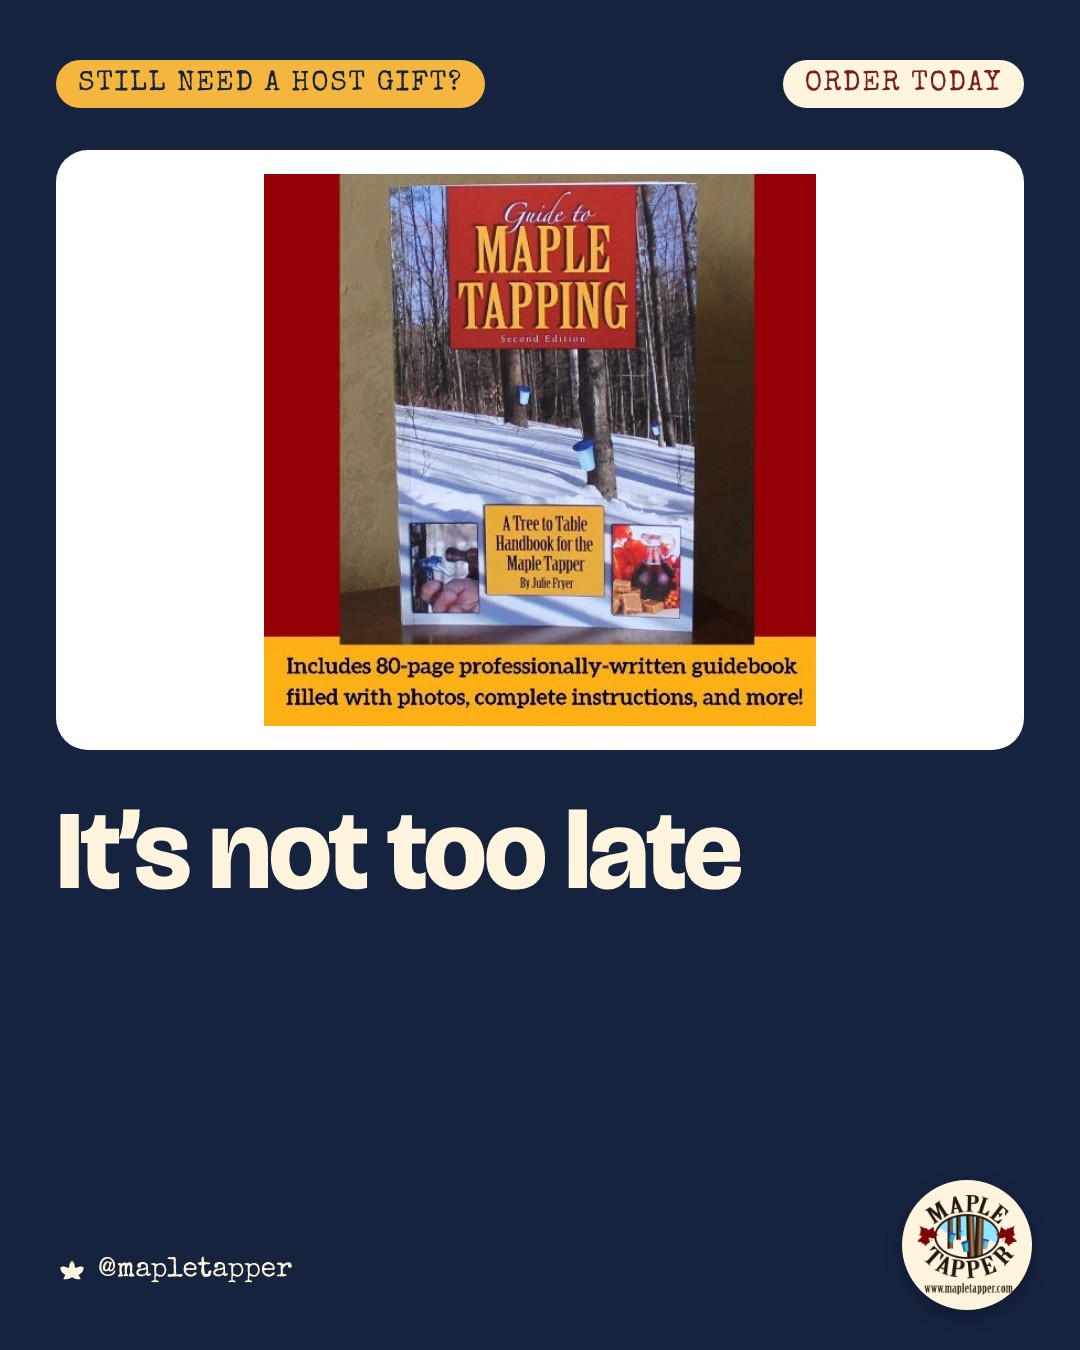 STILL NEED A HOST GIFT?
ORDER TODAY
Guide to
MAPLE
TAPPING
Second Edition
A Tree to Table
Handbook for the
Maple Tapper
By Julie Fryer
Includes 80-page professionally-written guidebook
filled with photos, complete instructions, and more!
It’s not too late
@mapletapper
MAPLE
TAPPER
www.mapletapper.com